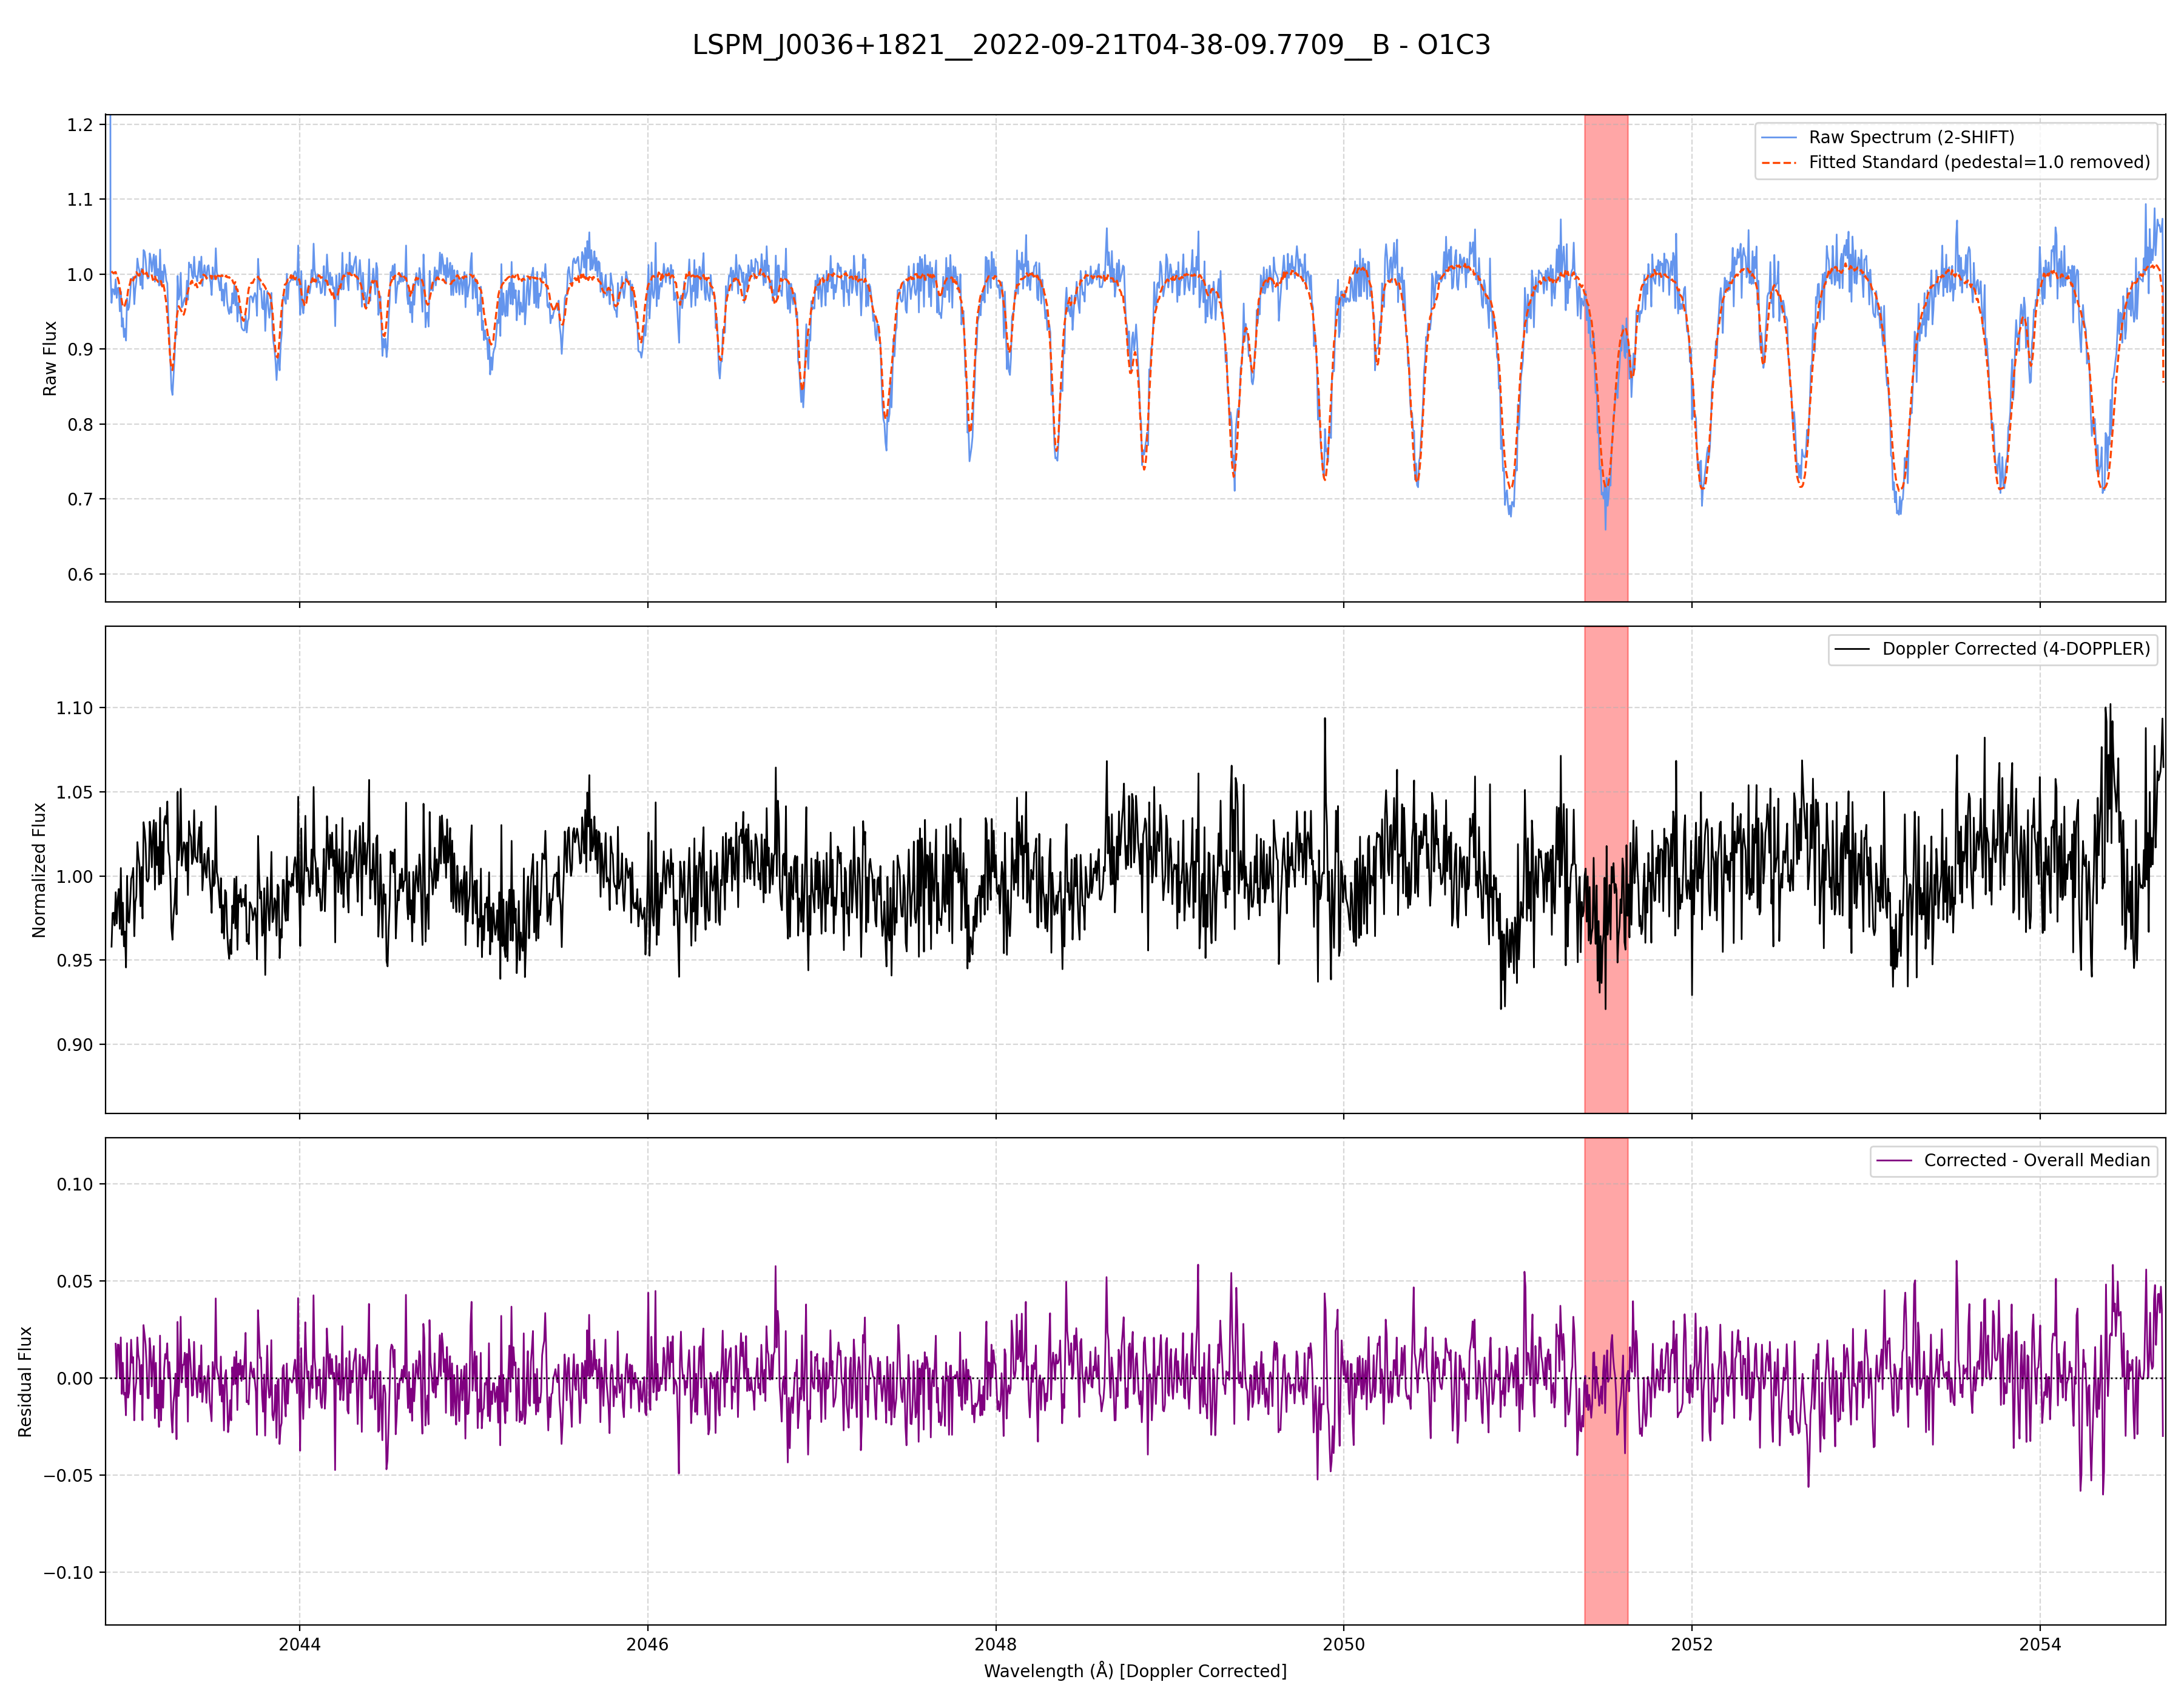 LSPM_J0036+1821__2022-09-21T04-38-09.7709__B - O1C3
1.2
1.1
1.0
0.9
0.8
0.7
0.6
Raw Flux
Raw Spectrum (2-SHIFT)
Fitted Standard (pedestal=1.0 removed)
1.10
1.05
1.00
0.95
0.90
Normalized Flux
Doppler Corrected (4-DOPPLER)
0.10
0.05
0.00
−0.05
−0.10
Residual Flux
Corrected - Overall Median
2044 2046 2048 2050 2052 2054
Wavelength (Å) [Doppler Corrected]